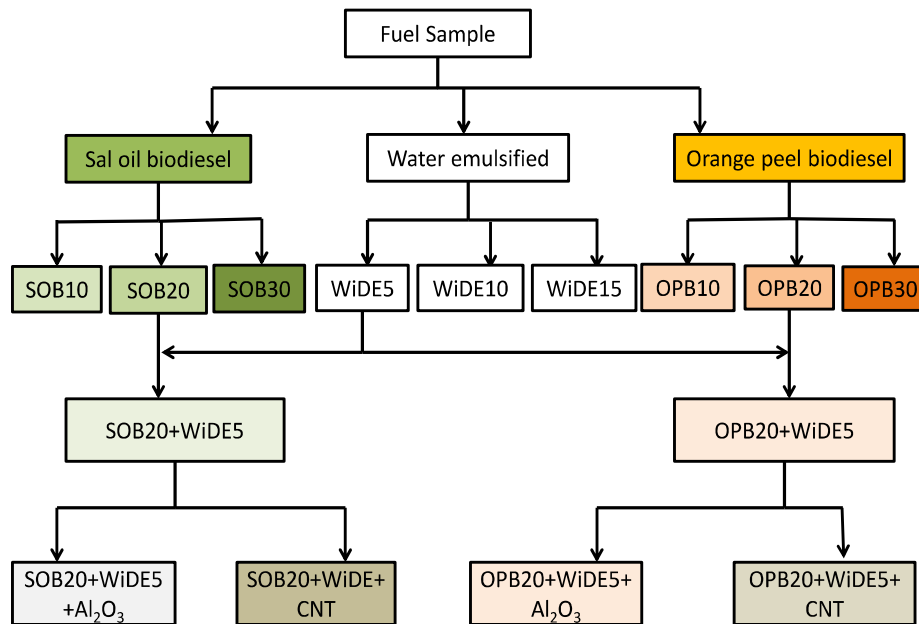 Fuel Sample
Sal oil biodiesel
Water emulsified
Orange peel biodiesel
SOB10
SOB20
SOB30
WiDE5
WiDE10
WiDE15
OPB10
OPB20
OPB30
SOB20+WiDE5
OPB20+WiDE5
SOB20+WiDE5
+Al₂O₃
SOB20+WiDE+
CNT
OPB20+WiDE5+
Al₂O₃
OPB20+WiDE5+
CNT